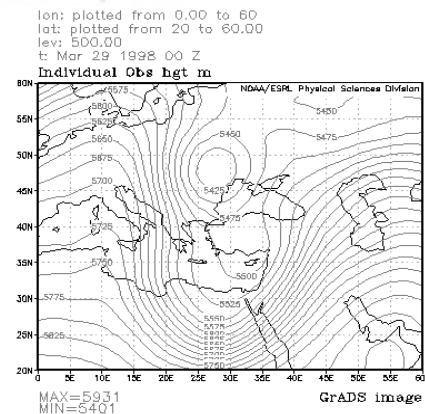 lon: plotted from 0.00 to 60
lat: plotted from 20 to 60.00
lev: 500.00
t: Mar 29 1998 00 Z
Individual Obs hgt m
NOAA/ESRL Physical Sciences Division
60N
55N
50N
45N
40N
35N
30N
25N
20N
5575
5600
5625
5650
5675
5700
5725
5750
5775
5825
5450
5425
5475
5450
5475
5500
5525
5550
0
5E
10E
15E
20E
25E
30E
35E
40E
45E
50E
55E
60
MAX=5931
MIN=5401
GrADS image